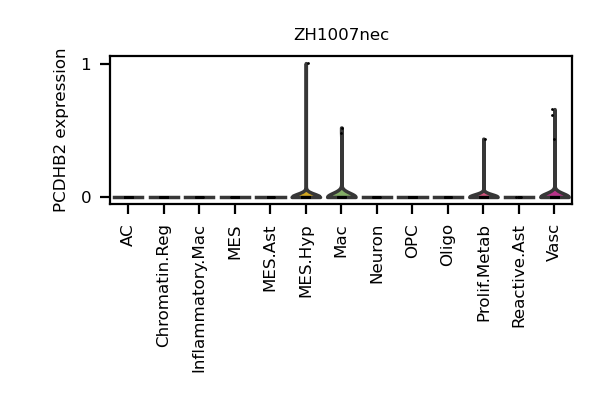 ZH1007nec
PCDHB2 expression
1
0
AC
Chromatin.Reg
Inflammatory.Mac
MES
MES.Ast
MES.Hyp
Mac
Neuron
OPC
Oligo
Prolif.Metab
Reactive.Ast
Vasc